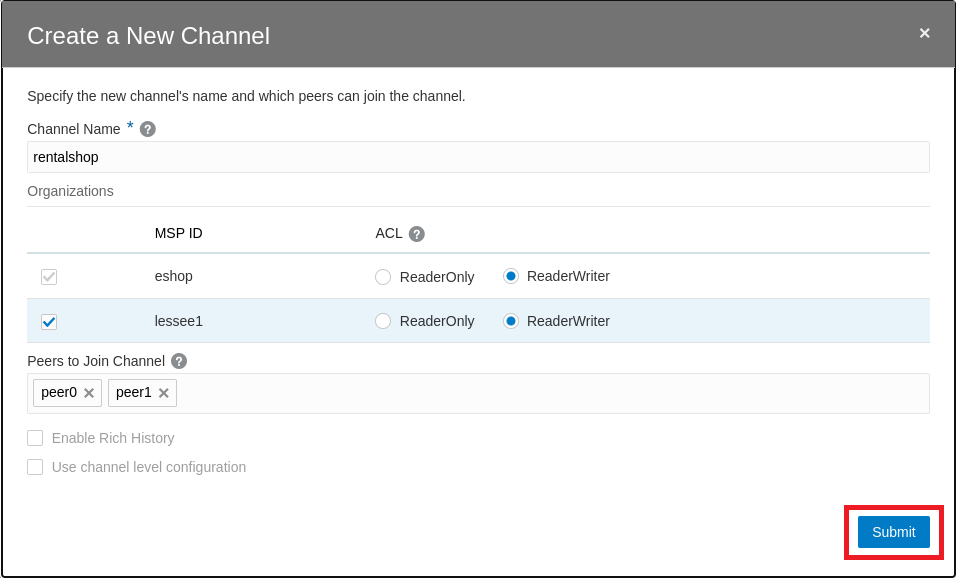 Create a New Channel ×
Specify the new channel's name and which peers can join the channel.
Channel Name * ?
rentalshop
Organizations
MSP ID ACL ?
eshop ReaderOnly ReaderWriter
lessee1 ReaderOnly ReaderWriter
Peers to Join Channel ?
peer0 × peer1 ×
Enable Rich History
Use channel level configuration
Submit